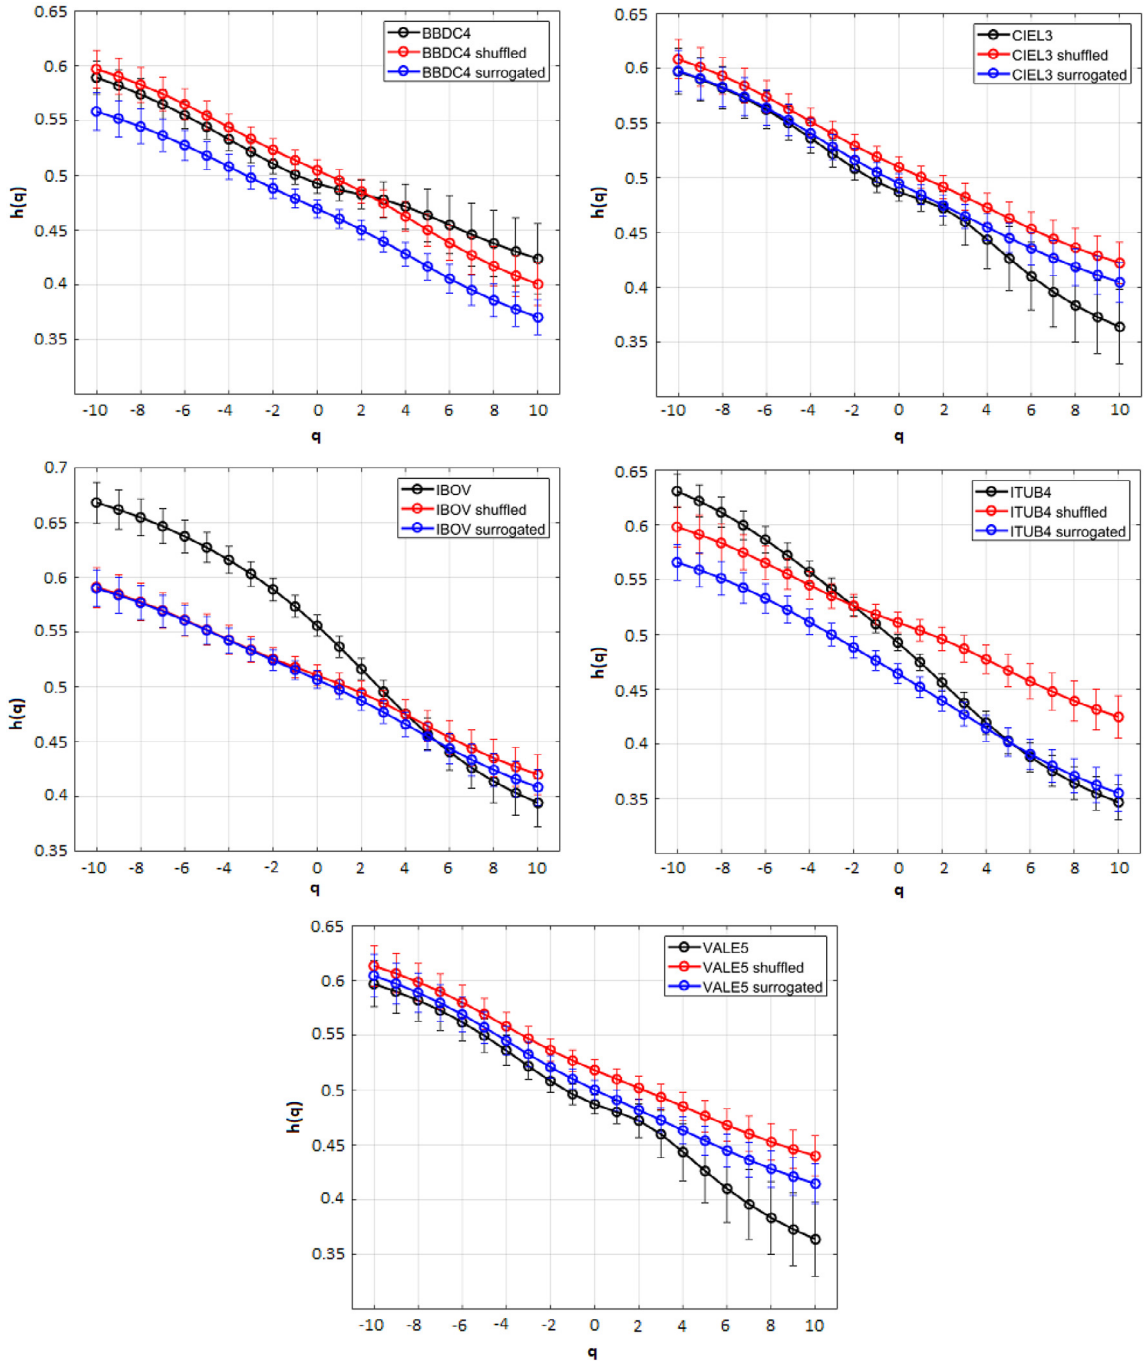 0.65
0.6
0.55
0.5
0.45
0.4
0.35
h(q)
-10 -8 -6 -4 -2 0 2 4 6 8 10
q
BBDC4
BBDC4 shuffled
BBDC4 surrogated
0.65
0.6
0.55
0.5
0.45
0.4
0.35
h(q)
-10 -8 -6 -4 -2 0 2 4 6 8 10
q
CIEL3
CIEL3 shuffled
CIEL3 surrogated
0.7
0.65
0.6
0.55
0.5
0.45
0.4
0.35
h(q)
-10 -8 -6 -4 -2 0 2 4 6 8 10
q
IBOV
IBOV shuffled
IBOV surrogated
0.65
0.6
0.55
0.5
0.45
0.4
0.35
h(q)
-10 -8 -6 -4 -2 0 2 4 6 8 10
q
ITUB4
ITUB4 shuffled
ITUB4 surrogated
0.65
0.6
0.55
0.5
0.45
0.4
0.35
h(q)
-10 -8 -6 -4 -2 0 2 4 6 8 10
q
VALE5
VALE5 shuffled
VALE5 surrogated